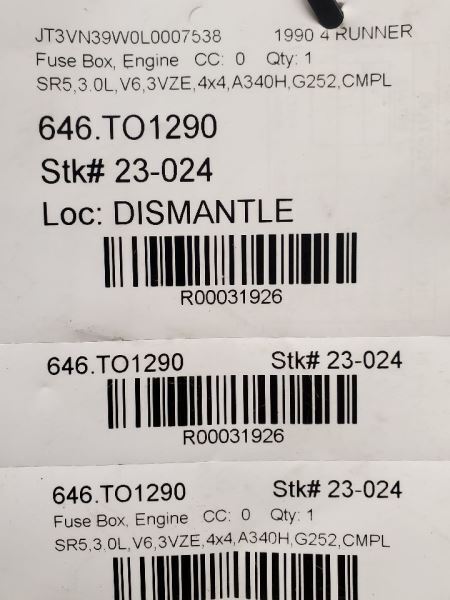 JT3VN39W0L0007538 1990 4 RUNNER
Fuse Box, Engine CC: 0 Qty: 1
SR5,3.0L,V6,3VZE,4x4,A340H,G252,CMPL
646.TO1290
Stk# 23-024
Loc: DISMANTLE
R00031926
646.TO1290 Stk# 23-024
R00031926
646.TO1290 Stk# 23-024
Fuse Box, Engine CC: 0 Qty: 1
SR5,3.0L,V6,3VZE,4x4,A340H,G252,CMPL